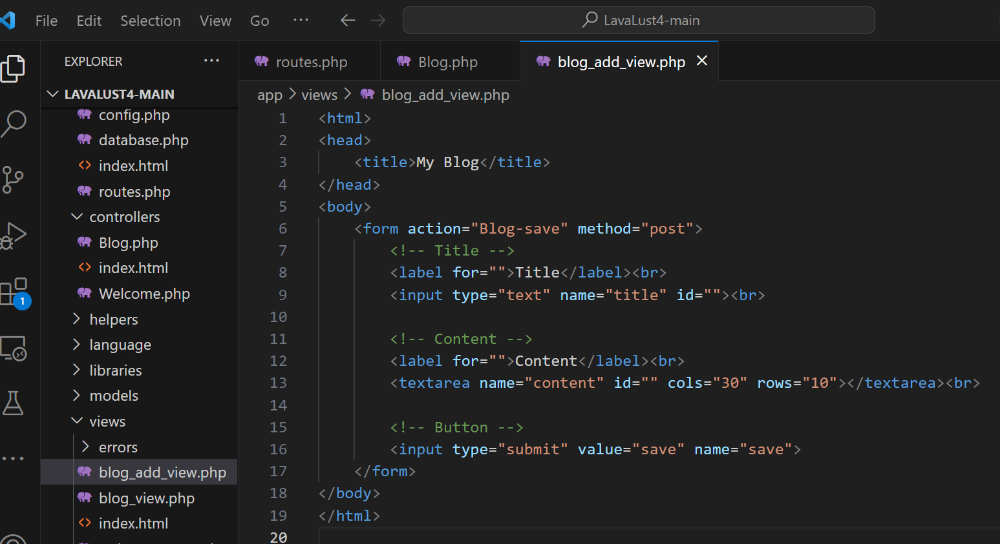 File Edit Selection View Go ···
LavaLust4-main
EXPLORER ···
LAVALUST4-MAIN
config.php
database.php
index.html
routes.php
controllers
Blog.php
index.html
Welcome.php
helpers
language
libraries
models
views
errors
blog_add_view.php
blog_view.php
index.html
1
routes.php Blog.php blog_add_view.php
app > views > blog_add_view.php
1 <html>
2 <head>
3     <title>My Blog</title>
4 </head>
5 <body>
6     <form action="Blog-save" method="post">
7         <!-- Title -->
8         <label for="">Title</label><br>
9         <input type="text" name="title" id=""><br>
10
11         <!-- Content -->
12         <label for="">Content</label><br>
13         <textarea name="content" id="" cols="30" rows="10"></textarea><br>
14
15         <!-- Button -->
16         <input type="submit" value="save" name="save">
17     </form>
18 </body>
19 </html>
20